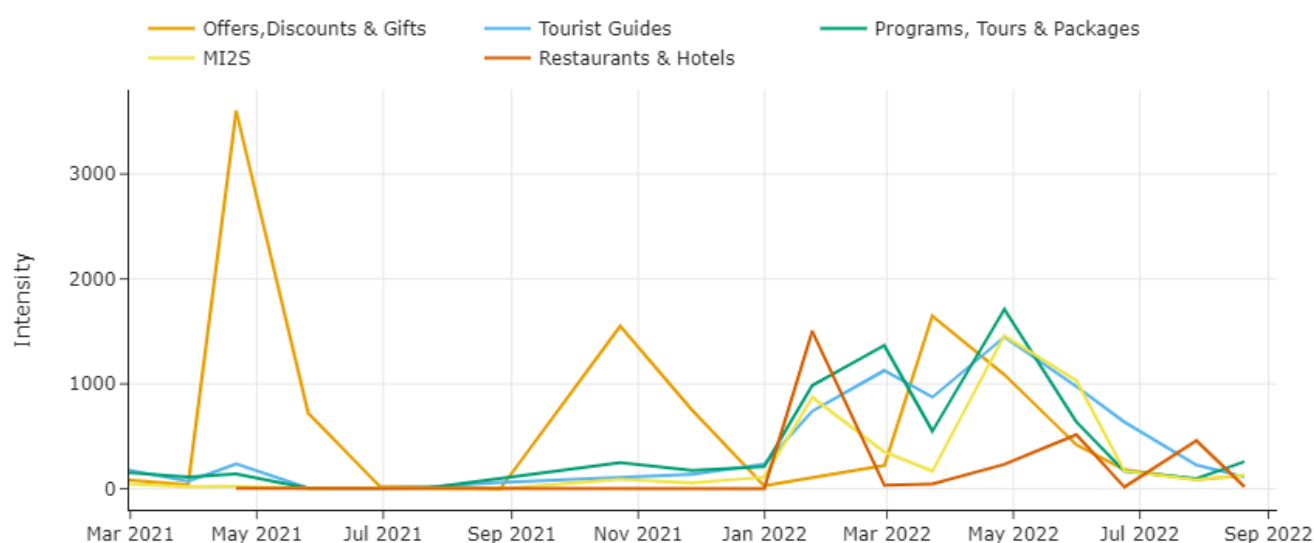 Offers,Discounts & Gifts Tourist Guides Programs, Tours & Packages
MI2S Restaurants & Hotels
Intensity
3000
2000
1000
0
Mar 2021 May 2021 Jul 2021 Sep 2021 Nov 2021 Jan 2022 Mar 2022 May 2022 Jul 2022 Sep 2022